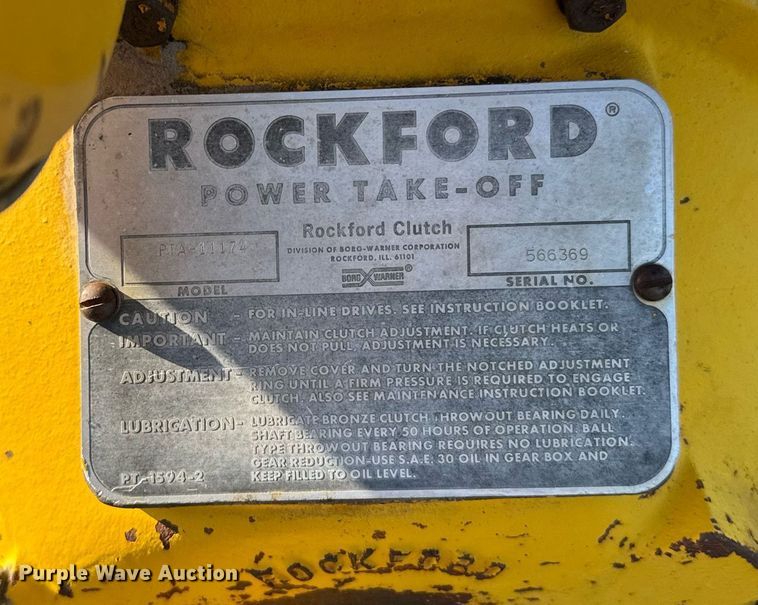 ROCKFORD®
POWER TAKE-OFF
Rockford Clutch
DIVISION OF BORG-WARNER CORPORATION
ROCKFORD, ILL. 61101
PTA-11174
566369
BORG WARNER ®
MODEL
SERIAL NO.
CAUTION - FOR IN-LINE DRIVES. SEE INSTRUCTION BOOKLET.
IMPORTANT - MAINTAIN CLUTCH ADJUSTMENT. IF CLUTCH HEATS OR
DOES NOT PULL, ADJUSTMENT IS NECESSARY.
ADJUSTMENT - REMOVE COVER AND TURN THE NOTCHED ADJUSTMENT
RING UNTIL A FIRM PRESSURE IS REQUIRED TO ENGAGE
CLUTCH. ALSO SEE MAINTENANCE INSTRUCTION BOOKLET.
LUBRICATION - LUBRICATE BRONZE CLUTCH THROWOUT BEARING DAILY.
SHAFT BEARING EVERY 50 HOURS OF OPERATION. BALL
TYPE THROWOUT BEARING REQUIRES NO LUBRICATION.
GEAR REDUCTION-USE S.A.E. 30 OIL IN GEAR BOX AND
KEEP FILLED TO OIL LEVEL.
PT-1594-2
ROCKFORD
Purple Wave Auction